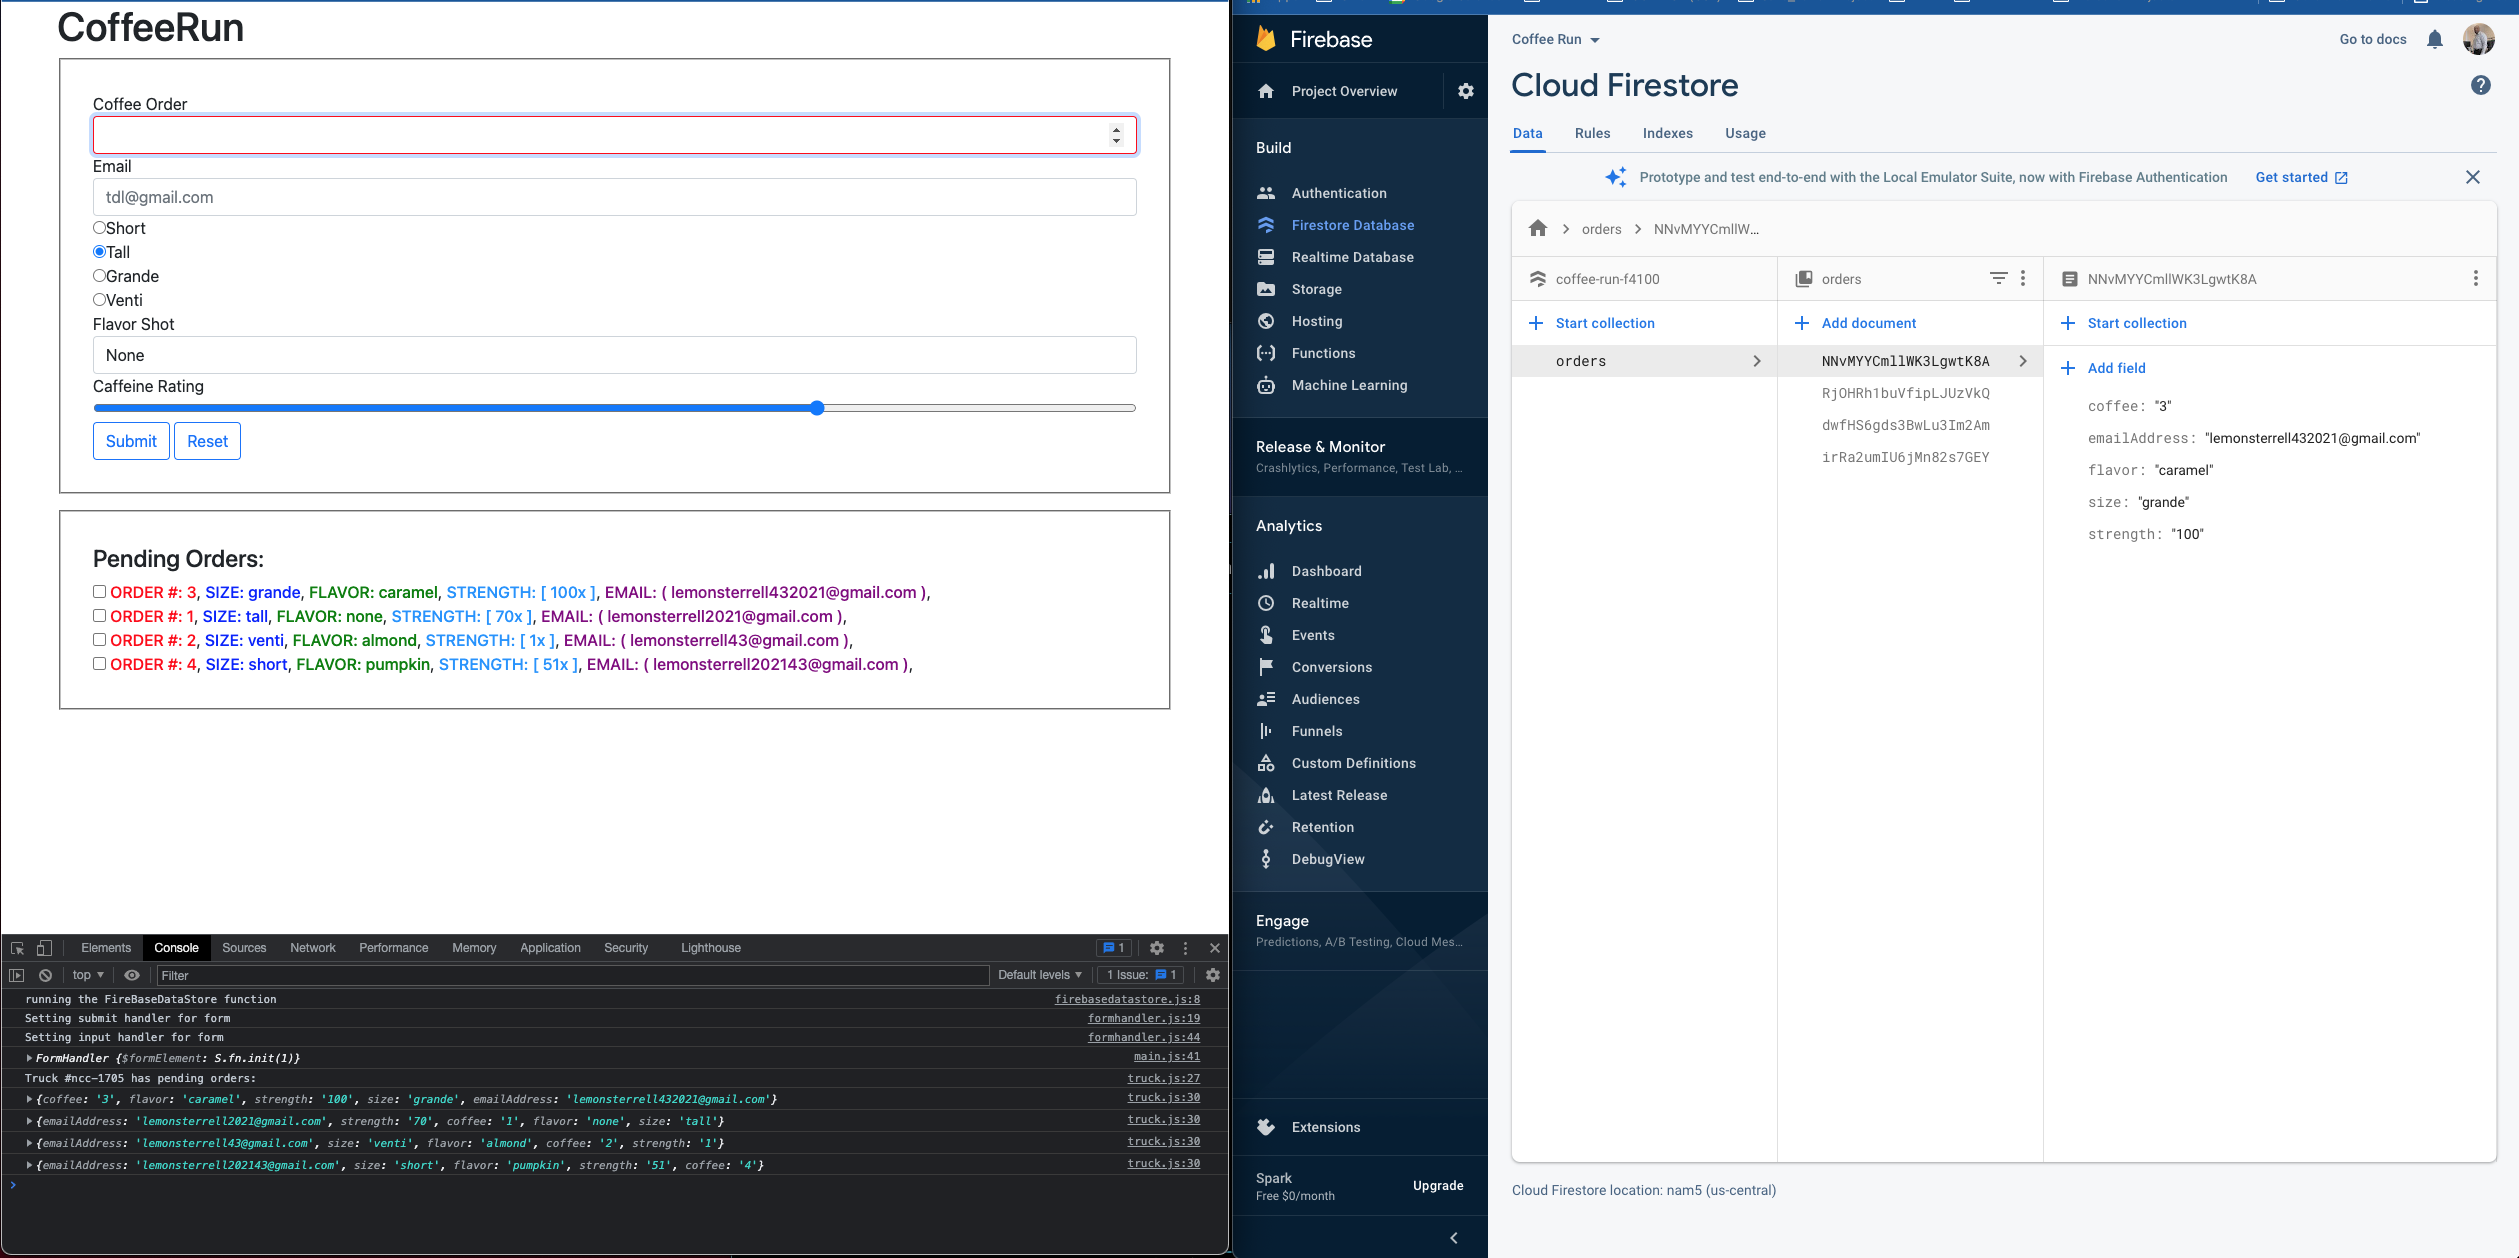 CoffeeRun
Coffee Order
Email
tdl@gmail.com
Short
Tall
Grande
Venti
Flavor Shot
None
Caffeine Rating
Submit Reset
Pending Orders:
ORDER #: 3, SIZE: grande, FLAVOR: caramel, STRENGTH: [ 100x ], EMAIL: ( lemonsterrell432021@gmail.com ),
ORDER #: 1, SIZE: tall, FLAVOR: none, STRENGTH: [ 70x ], EMAIL: ( lemonsterrell2021@gmail.com ),
ORDER #: 2, SIZE: venti, FLAVOR: almond, STRENGTH: [ 1x ], EMAIL: ( lemonsterrell43@gmail.com ),
ORDER #: 4, SIZE: short, FLAVOR: pumpkin, STRENGTH: [ 51x ], EMAIL: ( lemonsterrell202143@gmail.com ),
Elements Console Sources Network Performance Memory Application Security Lighthouse 1
top Filter Default levels 1 Issue: 1
running the FireBaseDataStore function firebasedatastore.js:8
Setting submit handler for form formhandler.js:19
Setting input handler for form formhandler.js:44
FormHandler {$formElement: S.fn.init(1)} main.js:41
Truck #ncc-1705 has pending orders: truck.js:27
{coffee: '3', flavor: 'caramel', strength: '100', size: 'grande', emailAddress: 'lemonsterrell432021@gmail.com'} truck.js:30
{emailAddress: 'lemonsterrell2021@gmail.com', strength: '70', coffee: '1', flavor: 'none', size: 'tall'} truck.js:30
{emailAddress: 'lemonsterrell43@gmail.com', size: 'venti', flavor: 'almond', coffee: '2', strength: '1'} truck.js:30
{emailAddress: 'lemonsterrell202143@gmail.com', size: 'short', flavor: 'pumpkin', strength: '51', coffee: '4'} truck.js:30
Firebase
Project Overview
Build
Authentication
Firestore Database
Realtime Database
Storage
Hosting
Functions
Machine Learning
Release & Monitor
Crashlytics, Performance, Test Lab, ...
Analytics
Dashboard
Realtime
Events
Conversions
Audiences
Funnels
Custom Definitions
Latest Release
Retention
DebugView
Engage
Predictions, A/B Testing, Cloud Mes...
Extensions
Spark
Free $0/month
Upgrade
Coffee Run Go to docs
Cloud Firestore
Data Rules Indexes Usage
Prototype and test end-to-end with the Local Emulator Suite, now with Firebase Authentication Get started
orders NNvMYYCmllW...
coffee-run-f4100 orders NNvMYYCmllWK3LgwtK8A
Start collection Add document Start collection
orders
NNvMYYCmllWK3LgwtK8A
RjOHRh1buVfipLJUzVkQ
dwfHS6gds3BwLu3Im2Am
irRa2umIU6jMn82s7GEY
Add field
coffee: "3"
emailAddress: "lemonsterrell432021@gmail.com"
flavor: "caramel"
size: "grande"
strength: "100"
Cloud Firestore location: nam5 (us-central)